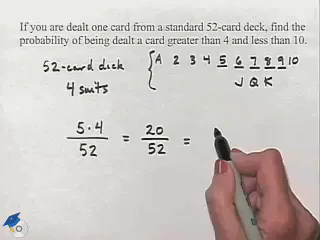 If you are dealt one card from a standard 52-card deck, find the
probability of being dealt a card greater than 4 and less than 10.
52-card dick
4 suits
{ A 2 3 4 5 6 7 8 9 10
J Q K
5·4/52 = 20/52 =